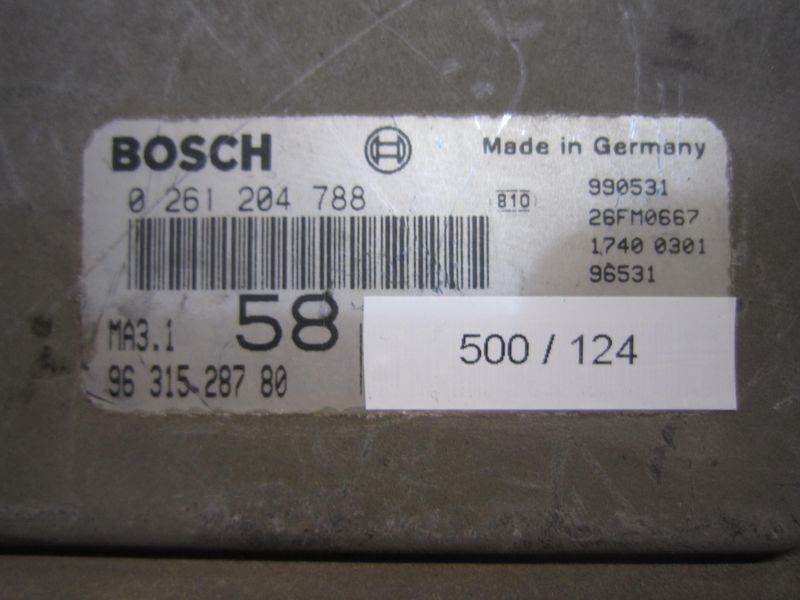 BOSCH
Made in Germany
0 261 204 788
810
990531
26FM0667
1740 0301
96531
MA3.1
58
96 315 287 80
500 / 124